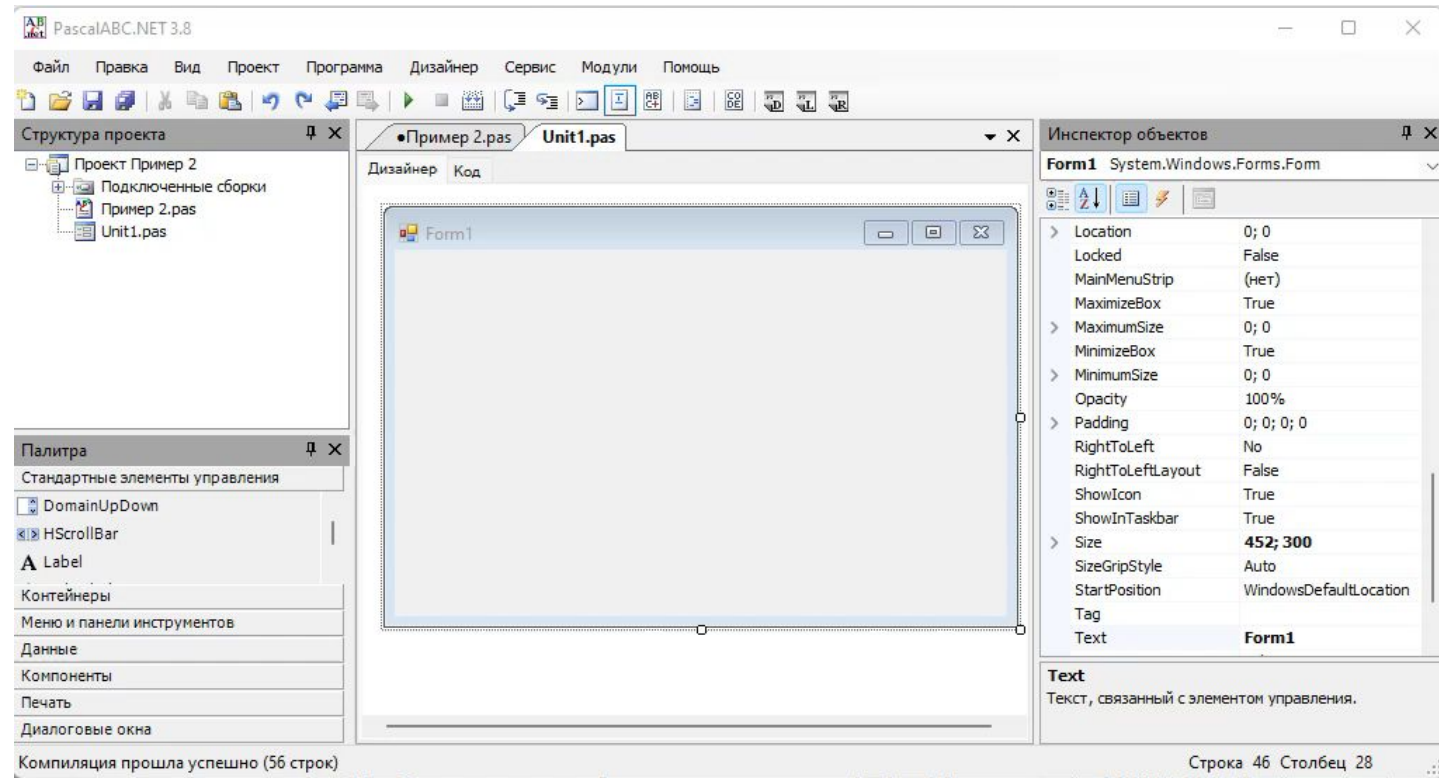 PascalABC.NET 3.8
Файл Правка Вид Проект Программа Дизайнер Сервис Модули Помощь
Структура проекта
Проект Пример 2
Подключенные сборки
Пример 2.pas
Unit1.pas
Палитра
Стандартные элементы управления
DomainUpDown
HScrollBar
A Label
Контейнеры
Меню и панели инструментов
Данные
Компоненты
Печать
Диалоговые окна
•Пример 2.pas Unit1.pas
Дизайнер Код
Form1
Инспектор объектов
Form1 System.Windows.Forms.Form
Location 0; 0
Locked False
MainMenuStrip (нет)
MaximizeBox True
MaximumSize 0; 0
MinimizeBox True
MinimumSize 0; 0
Opacity 100%
Padding 0; 0; 0; 0
RightToLeft No
RightToLeftLayout False
ShowIcon True
ShowInTaskbar True
Size 452; 300
SizeGripStyle Auto
StartPosition WindowsDefaultLocation
Tag
Text Form1
Text
Текст, связанный с элементом управления.
Компиляция прошла успешно (56 строк) Строка 46 Столбец 28